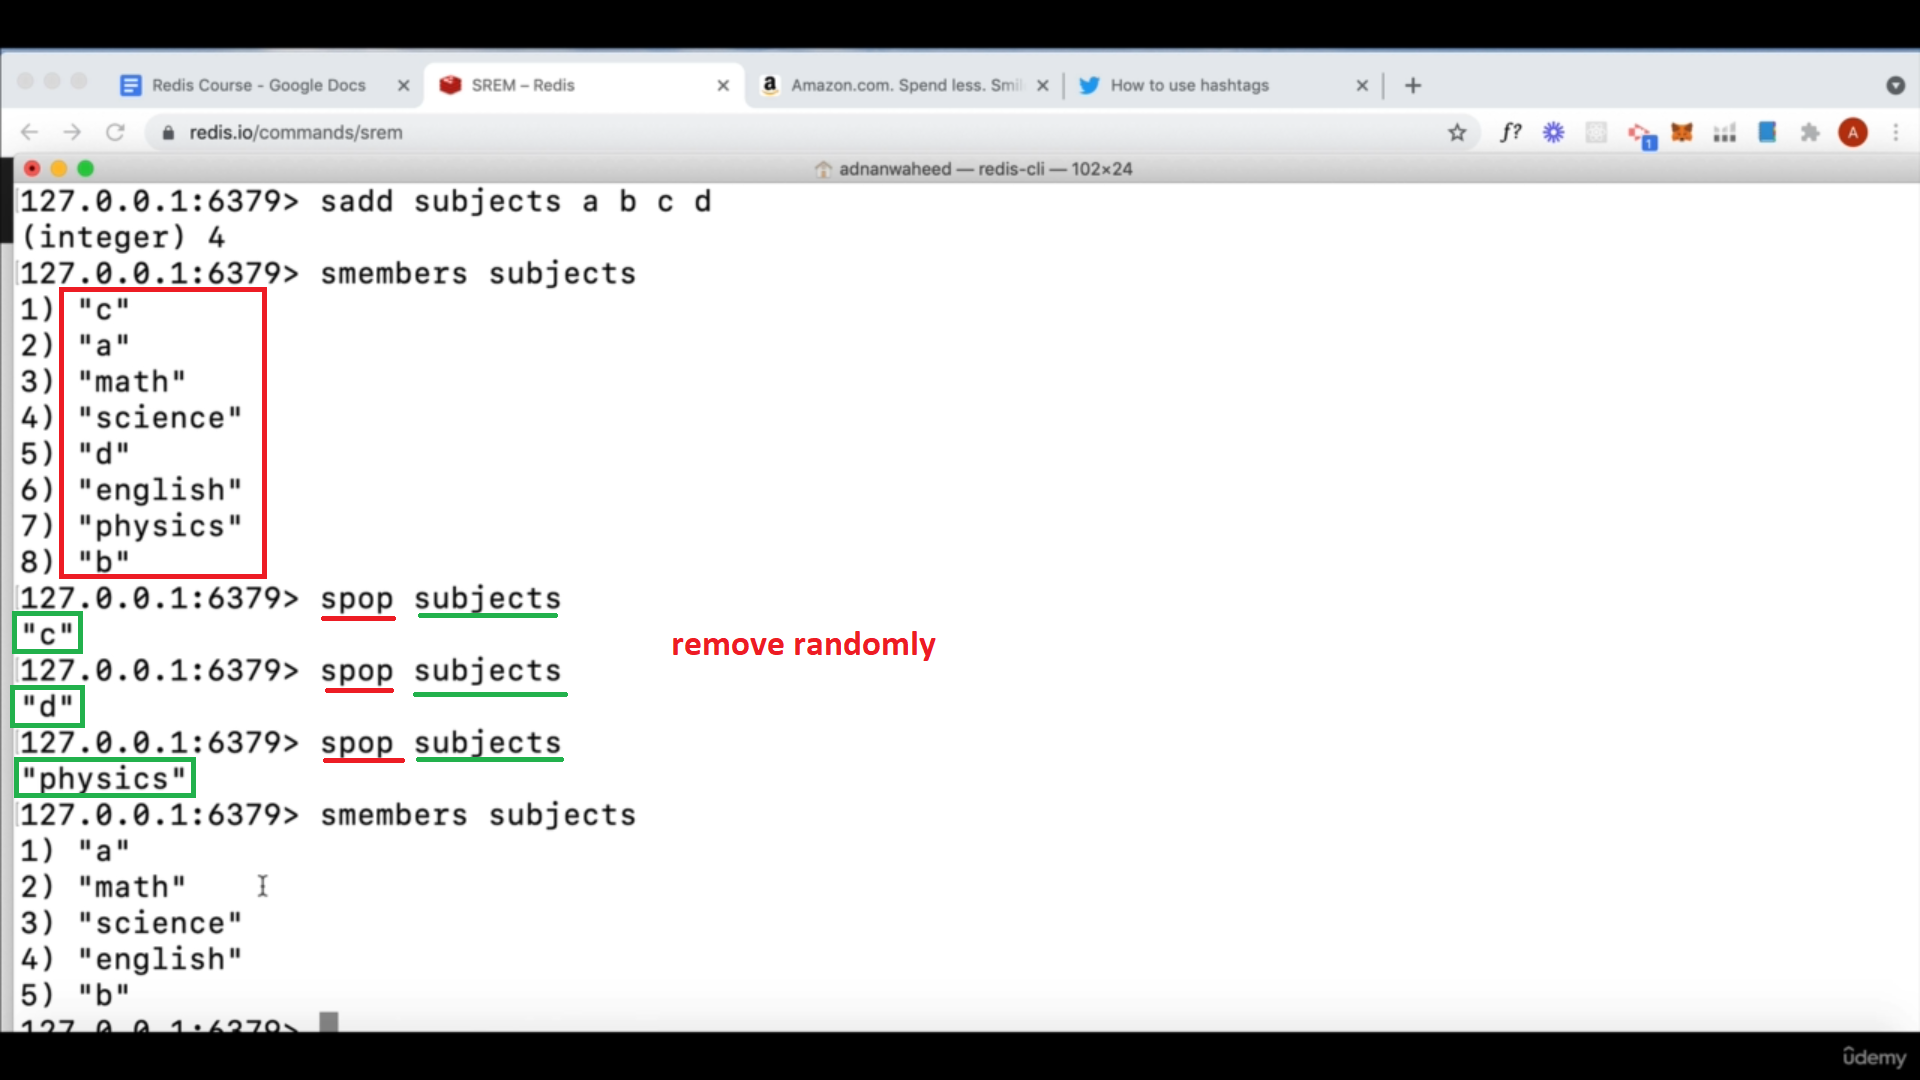 Redis Course - Google Docs
SREM – Redis
Amazon.com. Spend less. Smil
How to use hashtags
redis.io/commands/srem
f?
1
A
adnanwaheed — redis-cli — 102×24
127.0.0.1:6379> sadd subjects a b c d
(integer) 4
127.0.0.1:6379> smembers subjects
1) "c"
2) "a"
3) "math"
4) "science"
5) "d"
6) "english"
7) "physics"
8) "b"
127.0.0.1:6379> spop subjects
"c"
remove randomly
127.0.0.1:6379> spop subjects
"d"
127.0.0.1:6379> spop subjects
"physics"
127.0.0.1:6379> smembers subjects
1) "a"
2) "math"
3) "science"
4) "english"
5) "b"
127.0.0.1:6379>
ûdemy